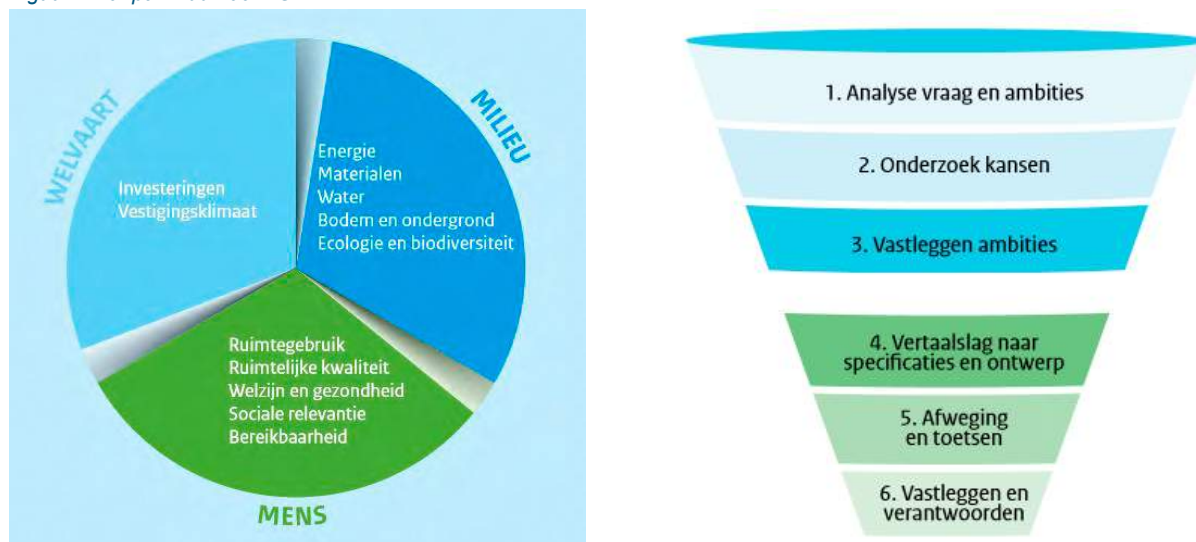 WELVAART
Investeringen
Vestigingsklimaat
MILIEU
Energie
Materialen
Water
Bodem en ondergrond
Ecologie en biodiversiteit
Ruimtegebruik
Ruimtelijke kwaliteit
Welzijn en gezondheid
Sociale relevantie
Bereikbaarheid
MENS
1. Analyse vraag en ambities
2. Onderzoek kansen
3. Vastleggen ambities
4. Vertaalslag naar
specificaties en ontwerp
5. Afweging
en toetsen
6. Vastleggen en
verantwoorden